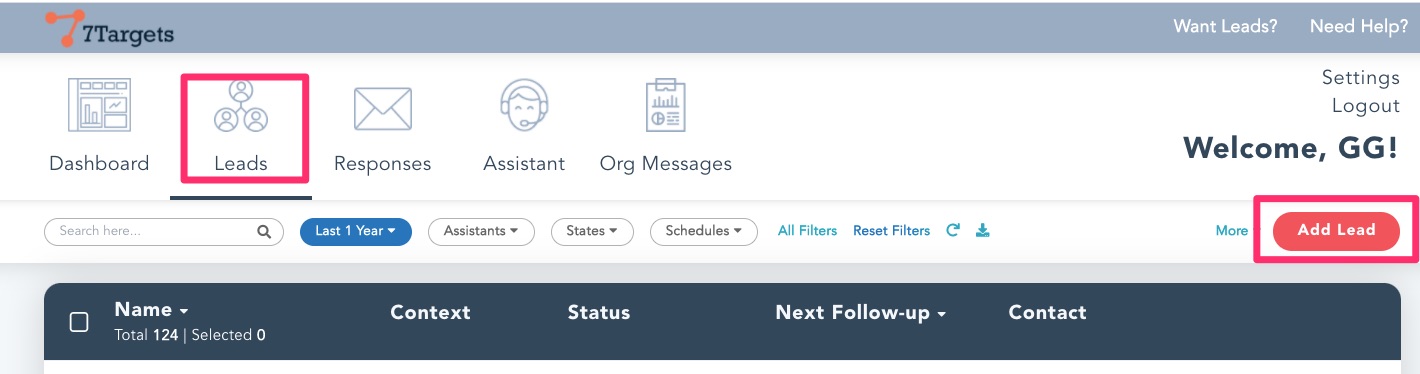 7Targets
Want Leads? Need Help?
Settings
Logout
Dashboard Leads Responses Assistant Org Messages
Welcome, GG!
Search here... Last 1 Year Assistants States Schedules All Filters Reset Filters More Add Lead
Name Context Status Next Follow-up Contact
Total 124 | Selected 0